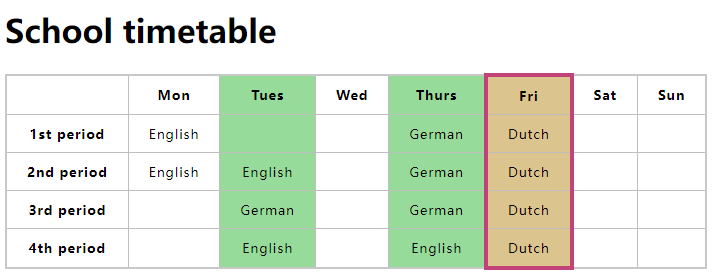 School timetable
Mon Tues Wed Thurs Fri Sat Sun
1st period English German Dutch
2nd period English English German Dutch
3rd period German German Dutch
4th period English English Dutch